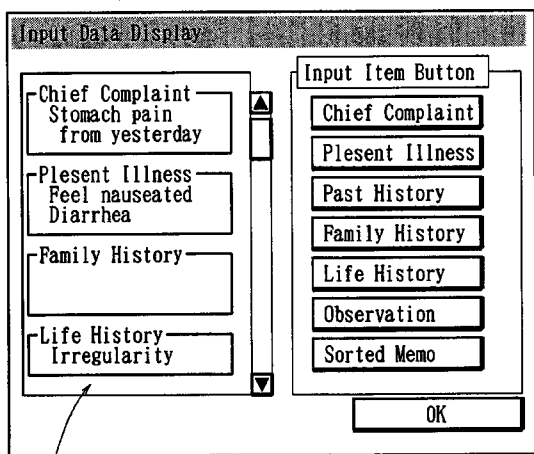 Input Data Display
Chief Complaint
Stomach pain
from yesterday
Plesent Illness
Feel nauseated
Diarrhea
Family History
Life History
Irregularity
Input Item Button
Chief Complaint
Plesent Illness
Past History
Family History
Life History
Observation
Sorted Memo
OK